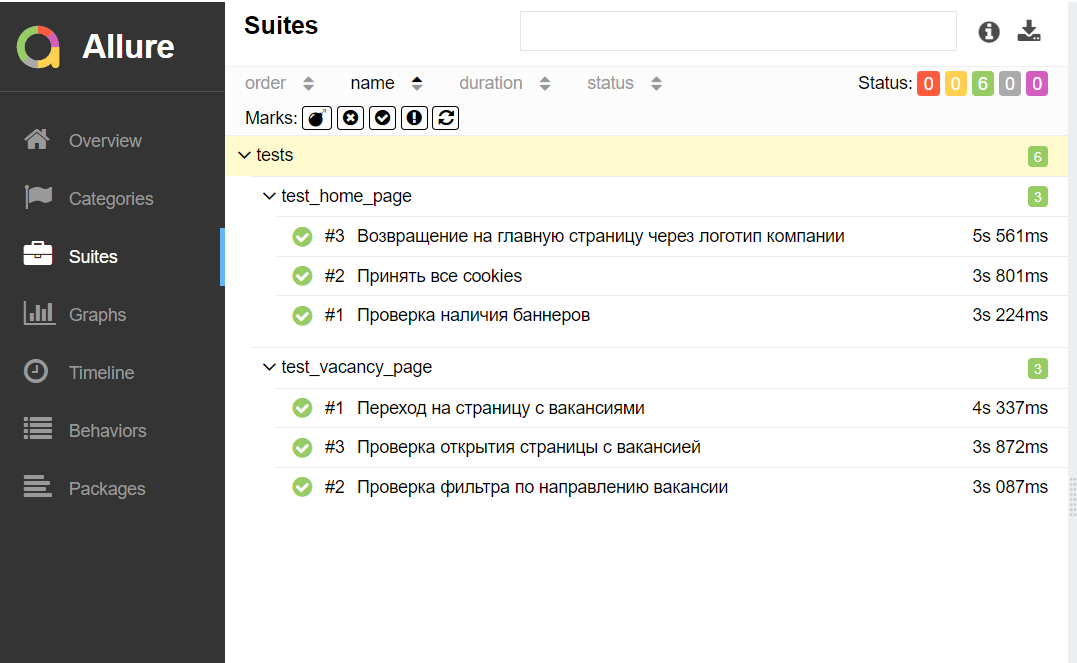 Allure
Overview
Categories
Suites
Graphs
Timeline
Behaviors
Packages
Suites
order name duration status Status: 0 0 6 0 0
Marks:
tests 6
test_home_page 3
#3 Возвращение на главную страницу через логотип компании 5s 561ms
#2 Принять все cookies 3s 801ms
#1 Проверка наличия баннеров 3s 224ms
test_vacancy_page 3
#1 Переход на страницу с вакансиями 4s 337ms
#3 Проверка открытия страницы с вакансией 3s 872ms
#2 Проверка фильтра по направлению вакансии 3s 087ms